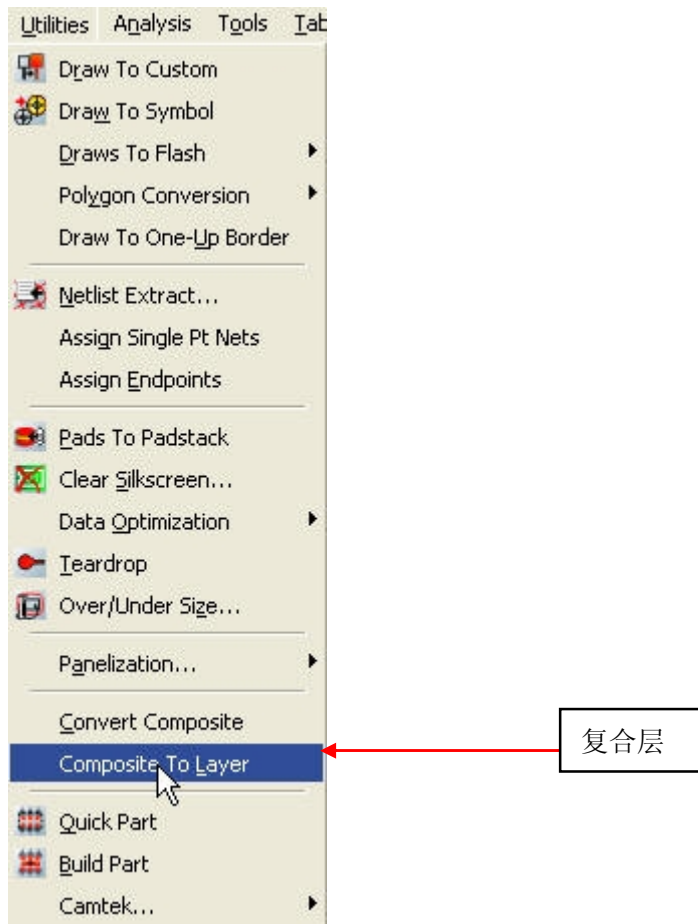 Utilities Analysis Tools Tab
Draw To Custom
Draw To Symbol
Draws To Flash
Polygon Conversion
Draw To One-Up Border
Netlist Extract...
Assign Single Pt Nets
Assign Endpoints
Pads To Padstack
Clear Silkscreen...
Data Optimization
Teardrop
Over/Under Size...
Panelization...
Convert Composite
Composite To Layer
复合层
Quick Part
Build Part
Camtek...